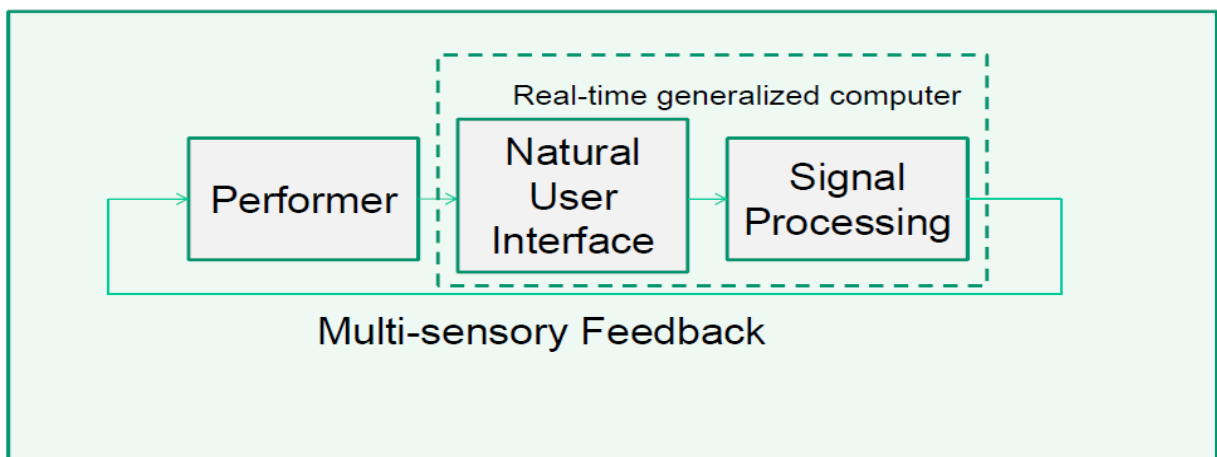 Real-time generalized computer
Performer
Natural
User
Interface
Signal
Processing
Multi-sensory Feedback